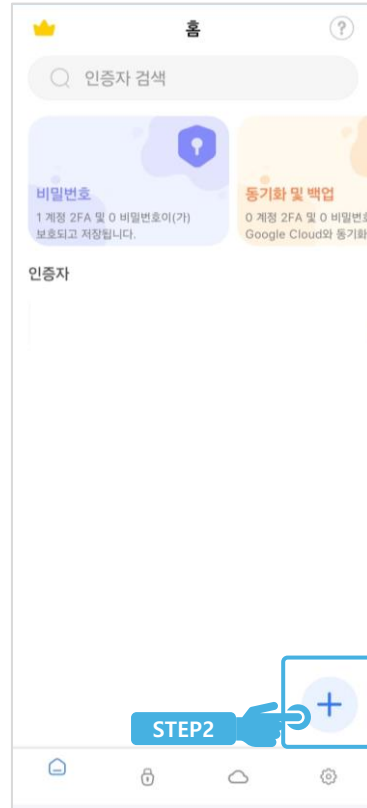 홈
?
인증자 검색
비밀번호
1 계정 2FA 및 0 비밀번호이(가)
보호되고 저장됩니다.
동기화 및 백업
0 계정 2FA 및 0 비밀번
Google Cloud와 동기화
인증자
STEP2